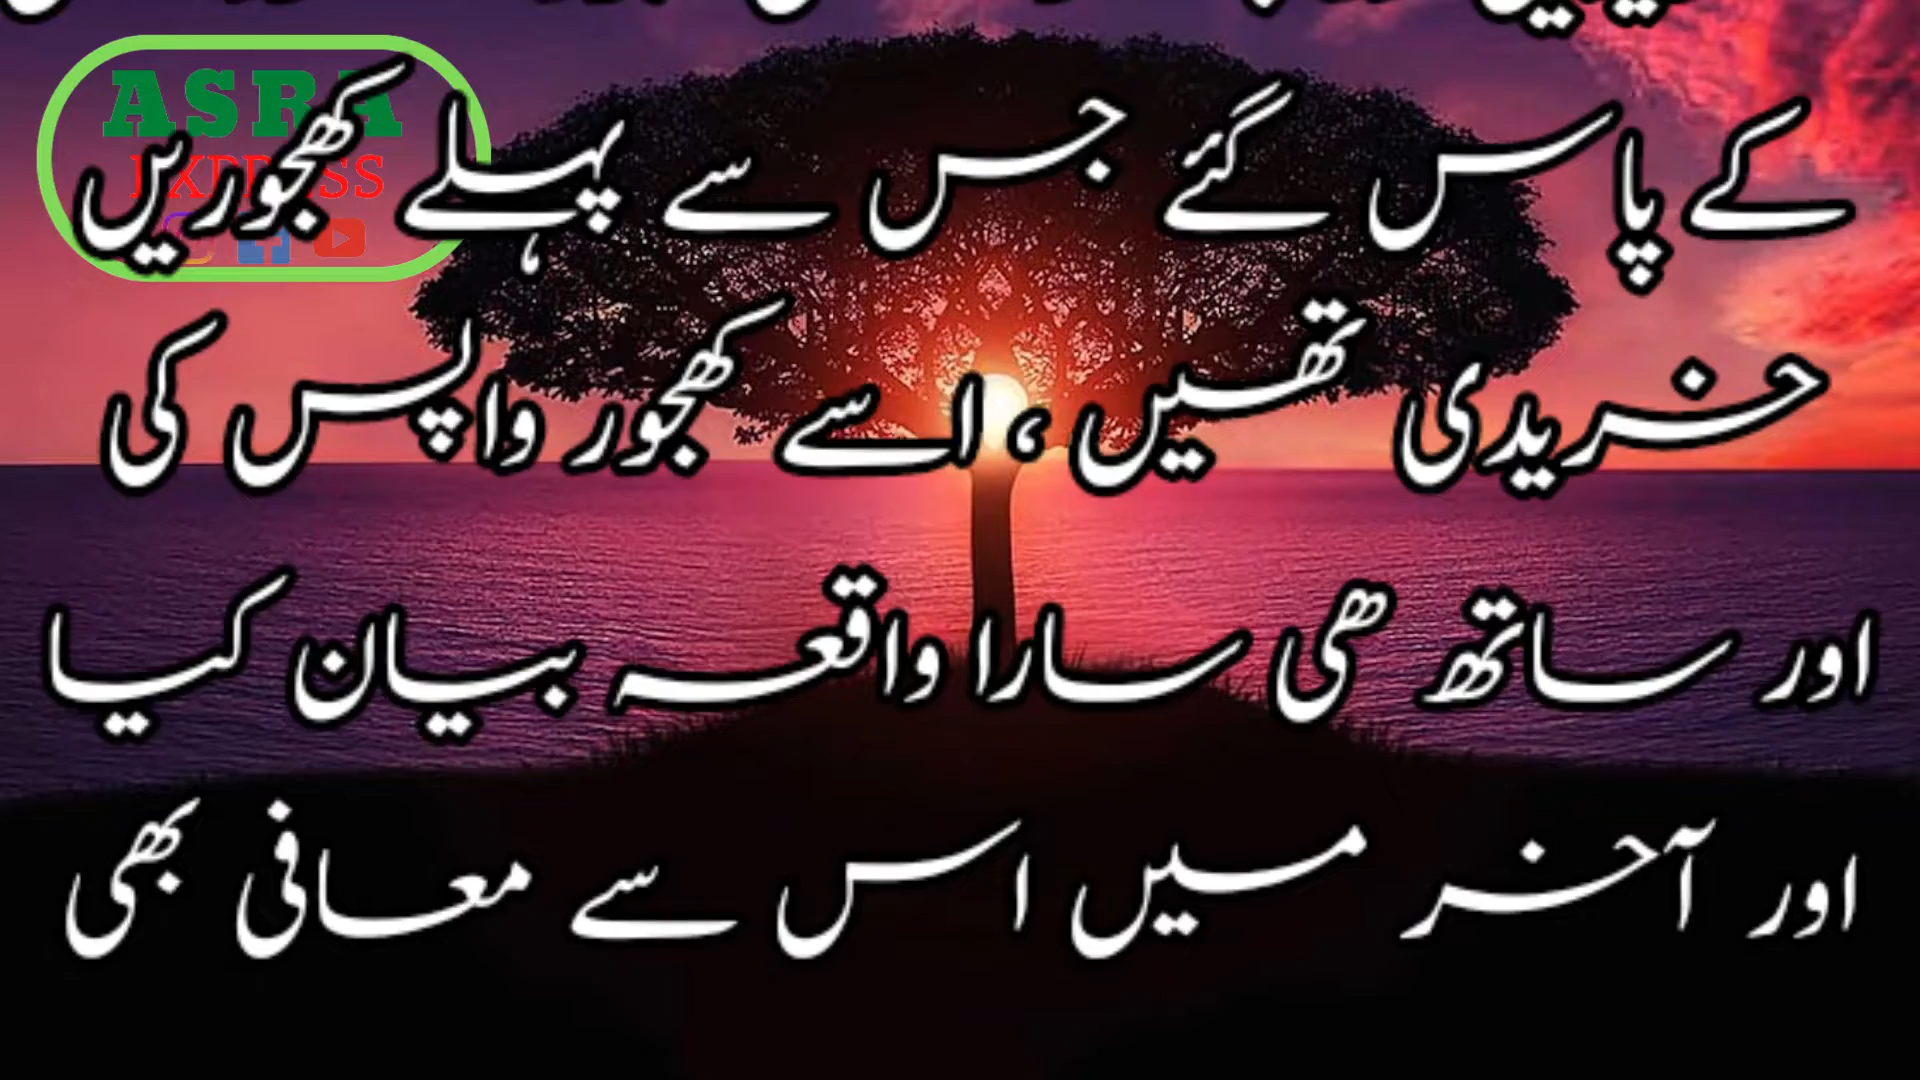 ASRA
EXPRESS
کے پاس گئے جس سے پہلے کھجوریں
خریدی تھیں ، اسے کھجور واپس کی
اور ساتھ ھی سارا واقعہ بیان کیا
اور آخر میں اس سے معافی بھی